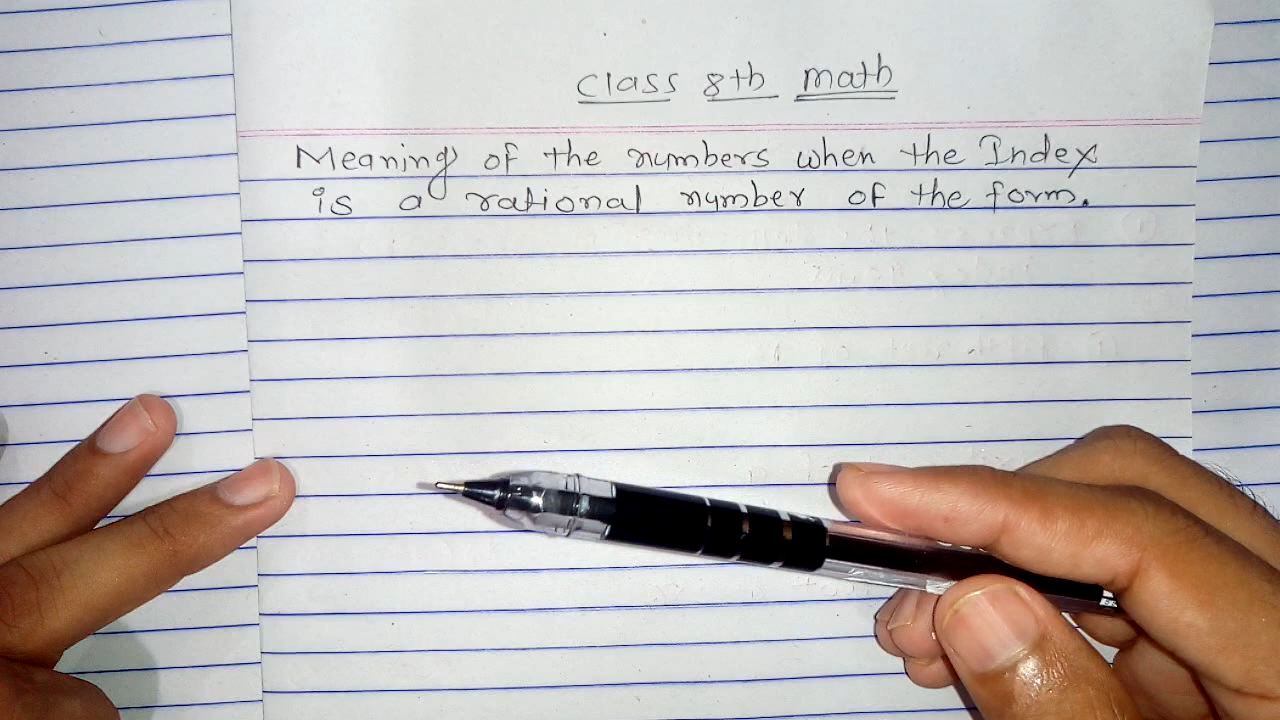 Class 8th math
Meaning of the numbers when the Index
is a rational number of the form.